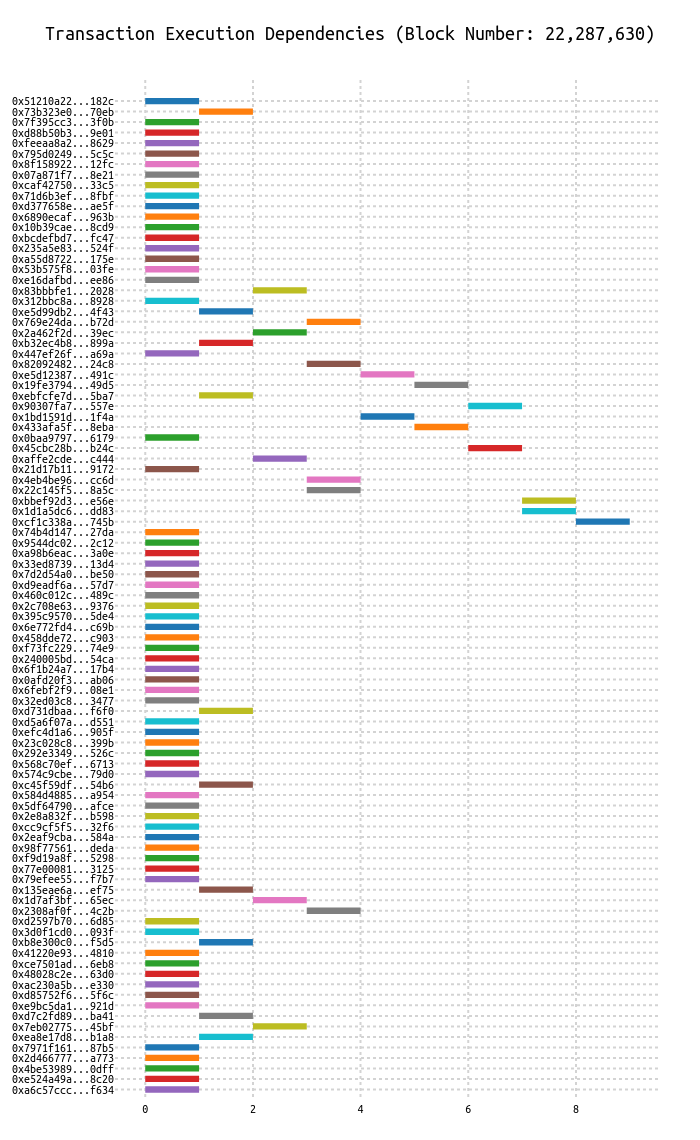 Transaction Execution Dependencies (Block Number: 22,287,630)
0x51210a22...182c
0x73b323e0...70eb
0x7f395cc3...3f0b
0xd88b50b3...9e01
0xfeeaa8a2...8629
0x795d0249...5c5c
0x8f158922...12fc
0x07a871f7...8e21
0xcaf42750...33c5
0x71d6b3ef...8fbf
0xd377658e...ae5f
0x6890ecaf...963b
0x10b39cae...8cd9
0xbcdefbd7...fc47
0x235a5e83...524f
0xa55d8722...175e
0x53b575f8...03fe
0xe16dafbd...ee86
0x83bbbfe1...2028
0x312bbc8a...8928
0xe5d99db2...4f43
0x769e24da...b72d
0x2a462f2d...39ec
0xb32ec4b8...899a
0x447ef26f...a69a
0x82092482...24c8
0xe5d12387...491c
0x19fe3794...49d5
0xebfcfe7d...5ba7
0x90307fa7...557e
0x1bd1591d...1f4a
0x433afa5f...8eba
0x0baa9797...6179
0x45cbc28b...b24c
0xaffe2cde...c444
0x21d17b11...9172
0x4eb4be96...cc6d
0x22c145f5...8a5c
0xbbef92d3...e56e
0x1d1a5dc6...dd83
0xcf1c338a...745b
0x74b4d147...27da
0x9544dc02...2c12
0xa98b6eac...3a0e
0x33ed8739...13d4
0x7d2d54a0...be50
0xd9eadf6a...57d7
0x460c012c...489c
0x2c708e63...9376
0x395c9570...5de4
0x6e772fd4...c69b
0x458dde72...c903
0xf73fc229...74e9
0x240005bd...54ca
0x6f1b24a7...17b4
0x0afd20f3...ab06
0x6febf2f9...08e1
0x32ed03c8...3477
0xd731dbaa...f6f0
0xd5a6f07a...d551
0xefc4d1a6...905f
0x23c028c8...399b
0x292e3349...526c
0x568c70ef...6713
0x574c9cbe...79d0
0xc45f59df...54b6
0x584d4885...a954
0x5df64790...afce
0x2e8a832f...b598
0xcc9cf5f5...32f6
0x2eaf9cba...584a
0x98f77561...deda
0xf9d19a8f...5298
0x77e00081...3125
0x79efee55...f7b7
0x135eae6a...ef75
0x1d7af3bf...65ec
0x2308af0f...4c2b
0xd2597b70...6d85
0x3d0f1cd0...093f
0xb8e300c0...f5d5
0x41220e93...4810
0xce7501ad...6eb8
0x48028c2e...63d0
0xac230a5b...e330
0xd85752f6...5f6c
0xe9bc5da1...921d
0xd7c2fd89...ba41
0x7eb02775...45bf
0xea8e17d8...b1a8
0x7971f161...87b5
0x2d466777...a773
0x4be53989...0dff
0xe524a49a...8c20
0xa6c57ccc...f634
0 2 4 6 8